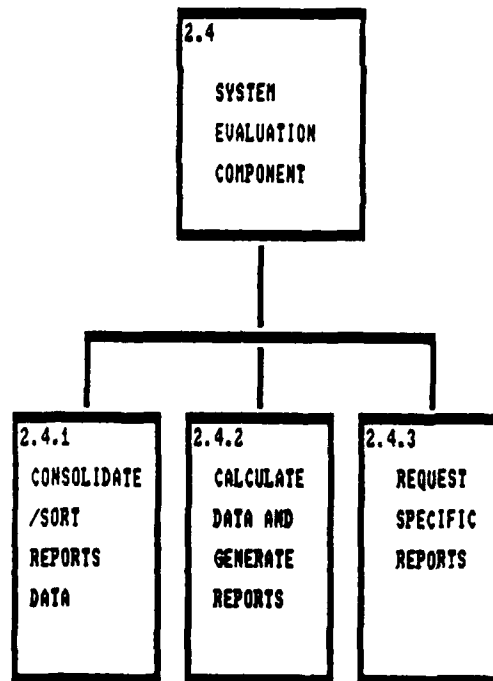 2.4
SYSTEM
EVALUATION
COMPONENT
2.4.1
CONSOLIDATE
/SORT
REPORTS
DATA
2.4.2
CALCULATE
DATA AND
GENERATE
REPORTS
2.4.3
REQUEST
SPECIFIC
REPORTS